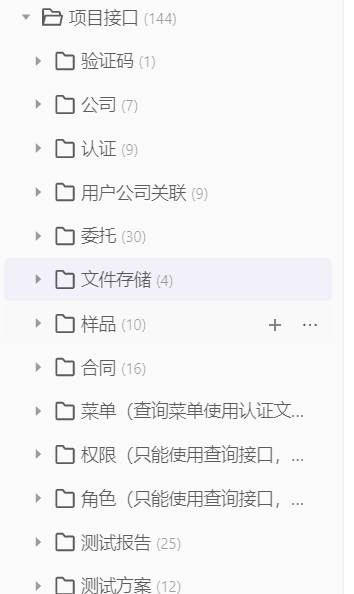 项目接口 (144)
验证码 (1)
公司 (7)
认证 (9)
用户公司关联 (9)
委托 (30)
文件存储 (4)
样品 (10)
合同 (16)
菜单（查询菜单使用认证文...
权限（只能使用查询接口，...
角色（只能使用查询接口，...
测试报告 (25)
测试方案 (12)